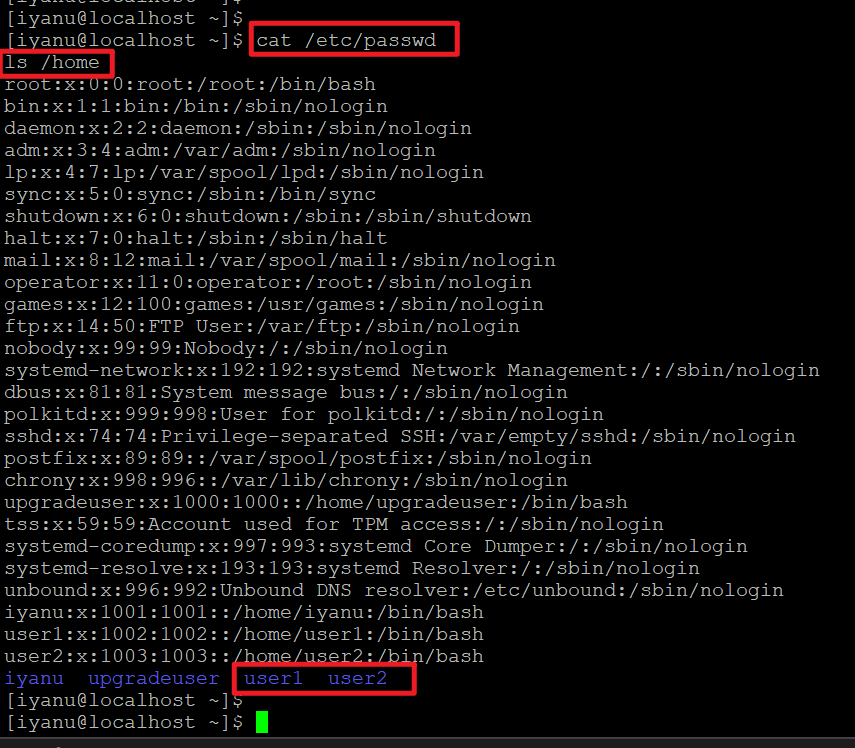 [iyanu@localhost ~]$
[iyanu@localhost ~]$ cat /etc/passwd
ls /home
root:x:0:0:root:/root:/bin/bash
bin:x:1:1:bin:/bin:/sbin/nologin
daemon:x:2:2:daemon:/sbin:/sbin/nologin
adm:x:3:4:adm:/var/adm:/sbin/nologin
lp:x:4:7:lp:/var/spool/lpd:/sbin/nologin
sync:x:5:0:sync:/sbin:/bin/sync
shutdown:x:6:0:shutdown:/sbin:/sbin/shutdown
halt:x:7:0:halt:/sbin:/sbin/halt
mail:x:8:12:mail:/var/spool/mail:/sbin/nologin
operator:x:11:0:operator:/root:/sbin/nologin
games:x:12:100:games:/usr/games:/sbin/nologin
ftp:x:14:50:FTP User:/var/ftp:/sbin/nologin
nobody:x:99:99:Nobody:/:/sbin/nologin
systemd-network:x:192:192:systemd Network Management:/:/sbin/nologin
dbus:x:81:81:System message bus:/:/sbin/nologin
polkitd:x:999:998:User for polkitd:/:/sbin/nologin
sshd:x:74:74:Privilege-separated SSH:/var/empty/sshd:/sbin/nologin
postfix:x:89:89::/var/spool/postfix:/sbin/nologin
chrony:x:998:996::/var/lib/chrony:/sbin/nologin
upgradeuser:x:1000:1000::/home/upgradeuser:/bin/bash
tss:x:59:59:Account used for TPM access:/:/sbin/nologin
systemd-coredump:x:997:993:systemd Core Dumper:/:/sbin/nologin
systemd-resolve:x:193:193:systemd Resolver:/:/sbin/nologin
unbound:x:996:992:Unbound DNS resolver:/etc/unbound:/sbin/nologin
iyanu:x:1001:1001::/home/iyanu:/bin/bash
user1:x:1002:1002::/home/user1:/bin/bash
user2:x:1003:1003::/home/user2:/bin/bash
iyanu  upgradeuser  user1  user2
[iyanu@localhost ~]$
[iyanu@localhost ~]$